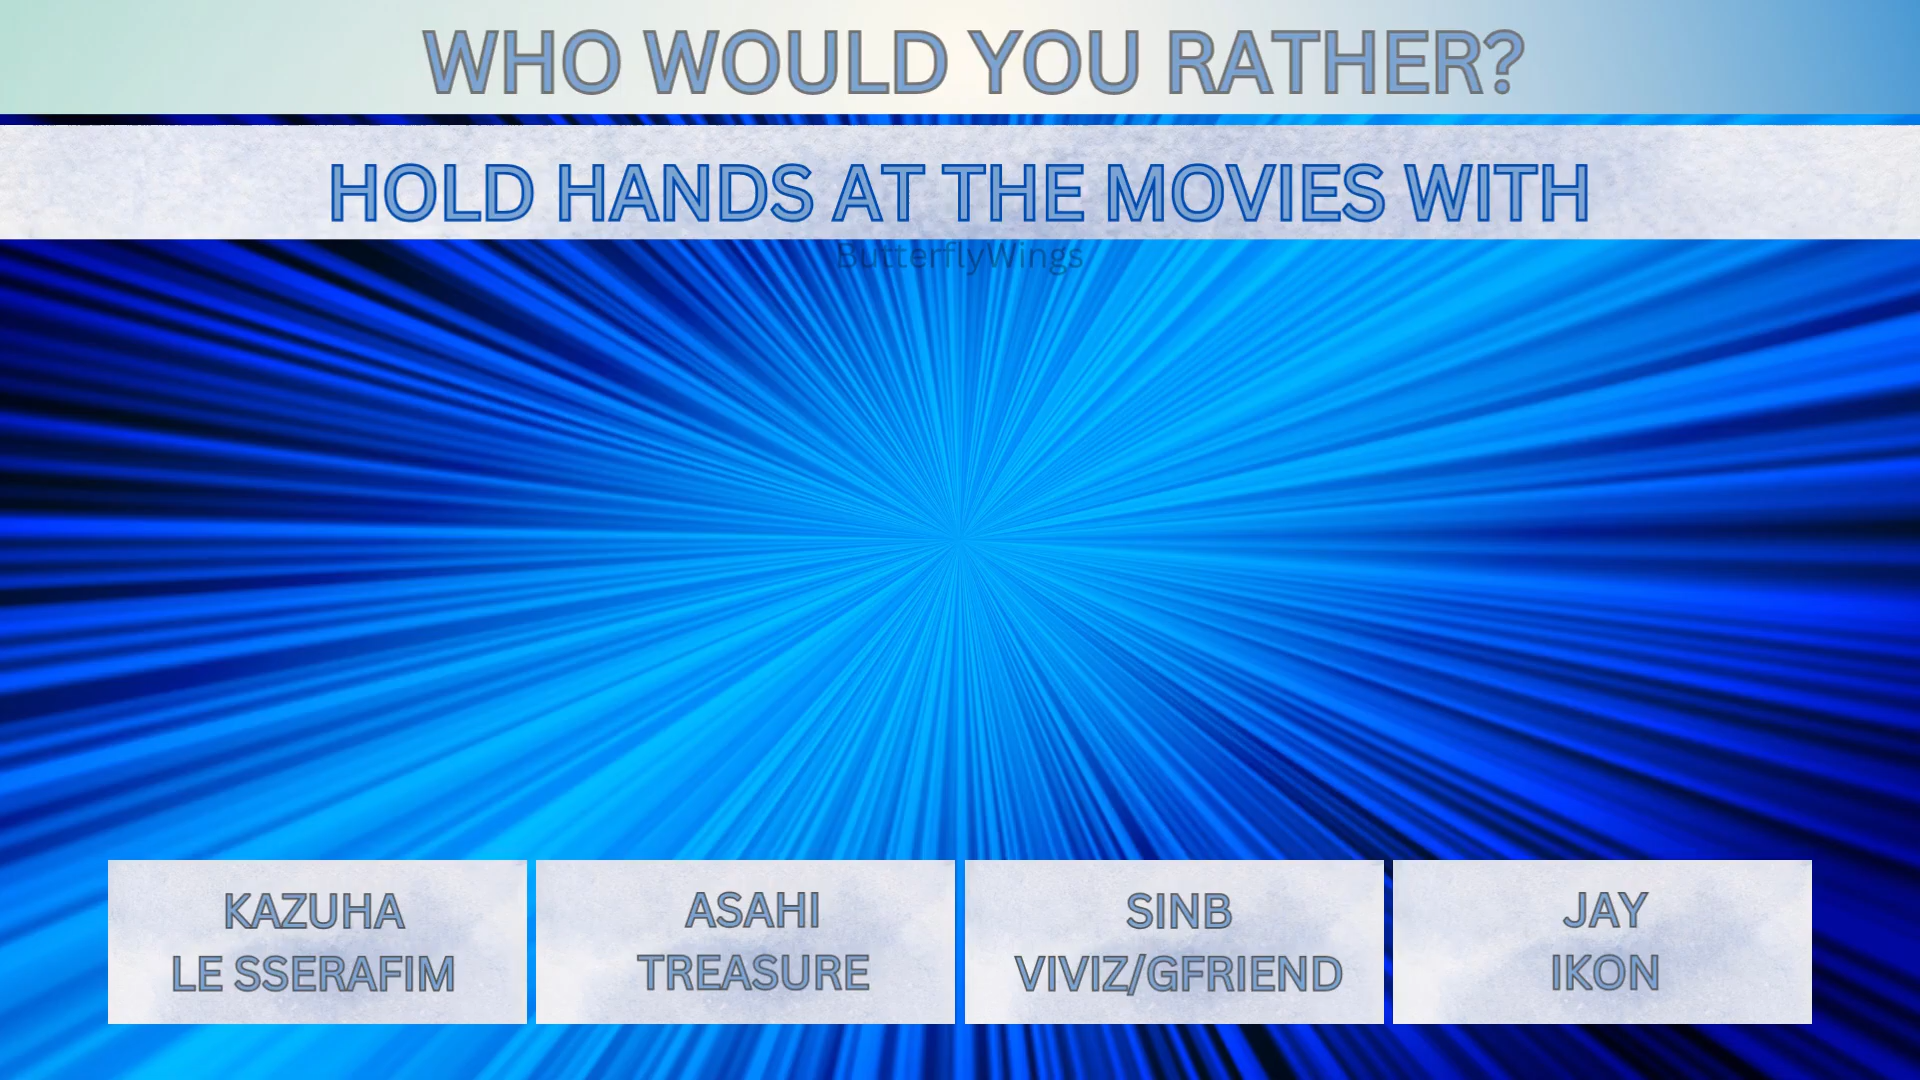 WHO WOULD YOU RATHER?
HOLD HANDS AT THE MOVIES WITH
ButterflyWings
KAZUHA
LE SSERAFIM
ASAHI
TREASURE
SINB
VIVIZ/GFRIEND
JAY
IKON